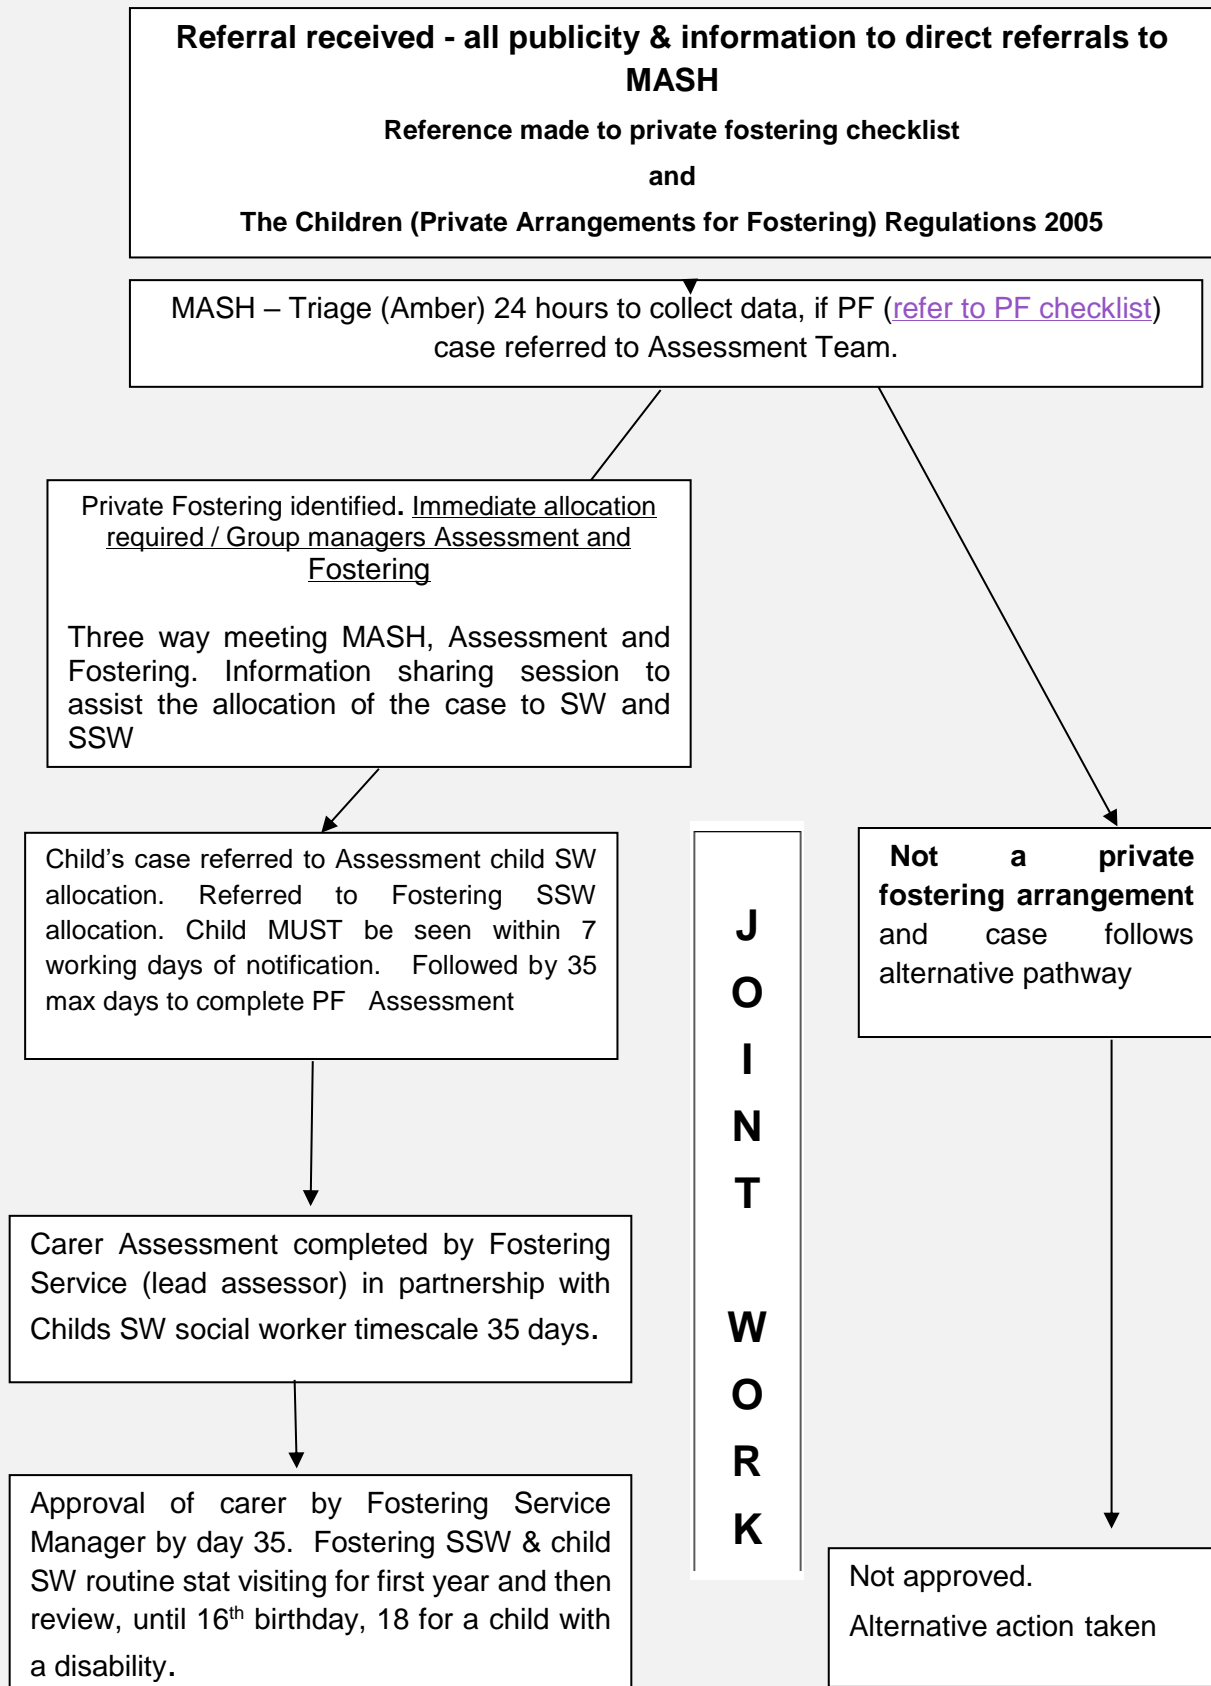 Referral received - all publicity & information to direct referrals to
MASH
Reference made to private fostering checklist
and
The Children (Private Arrangements for Fostering) Regulations 2005
MASH – Triage (Amber) 24 hours to collect data, if PF (refer to PF checklist)
case referred to Assessment Team.
Private Fostering identified. Immediate allocation
required / Group managers Assessment and
Fostering
Three way meeting MASH, Assessment and
Fostering. Information sharing session to
assist the allocation of the case to SW and
SSW
Child's case referred to Assessment child SW
allocation. Referred to Fostering SSW
allocation. Child MUST be seen within 7
working days of notification. Followed by 35
max days to complete PF Assessment
J
O
I
N
T
W
O
R
K
Not a private
fostering arrangement
and case follows
alternative pathway
Carer Assessment completed by Fostering
Service (lead assessor) in partnership with
Childs SW social worker timescale 35 days.
Approval of carer by Fostering Service
Manager by day 35. Fostering SSW & child
SW routine stat visiting for first year and then
review, until 16th birthday, 18 for a child with
a disability.
Not approved.
Alternative action taken